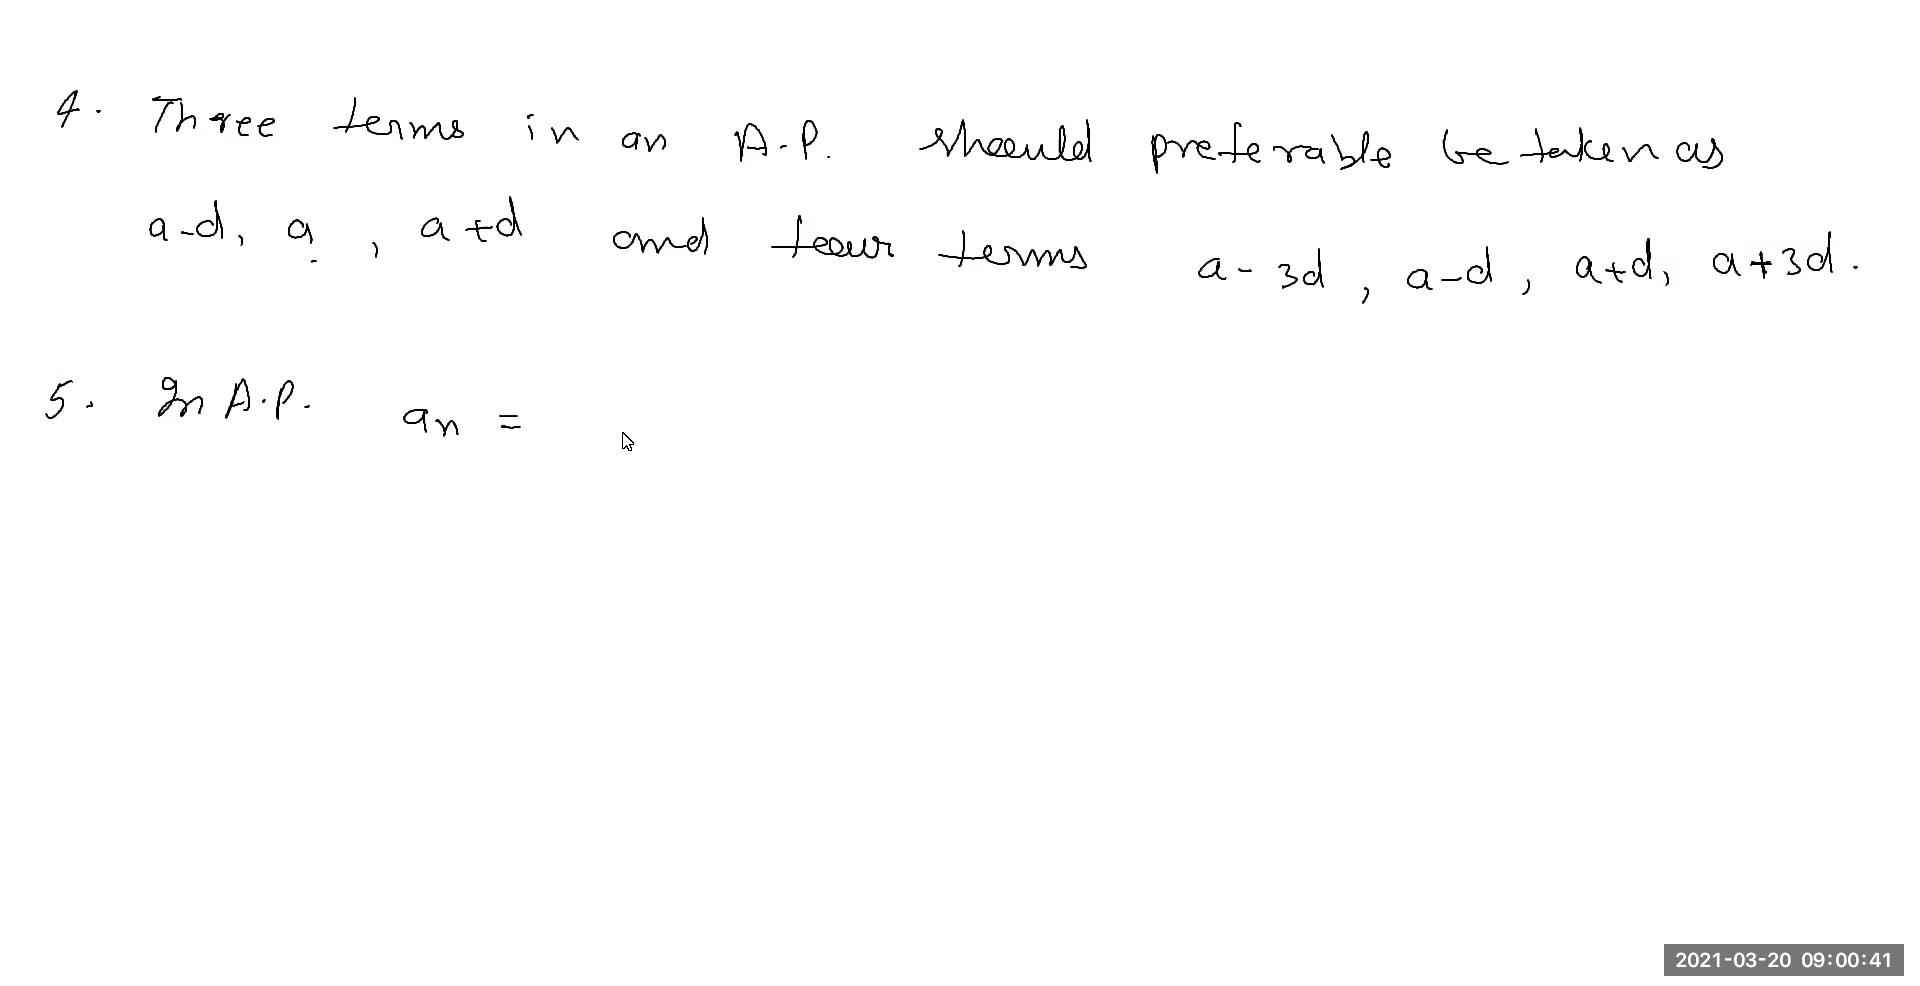 4. Three terms in an A.P. should preferable be taken as
a-d, a, a+d and four terms a-3d, a-d, a+d, a+3d.
5. In A.P. an =
2021-03-20 09:00:41